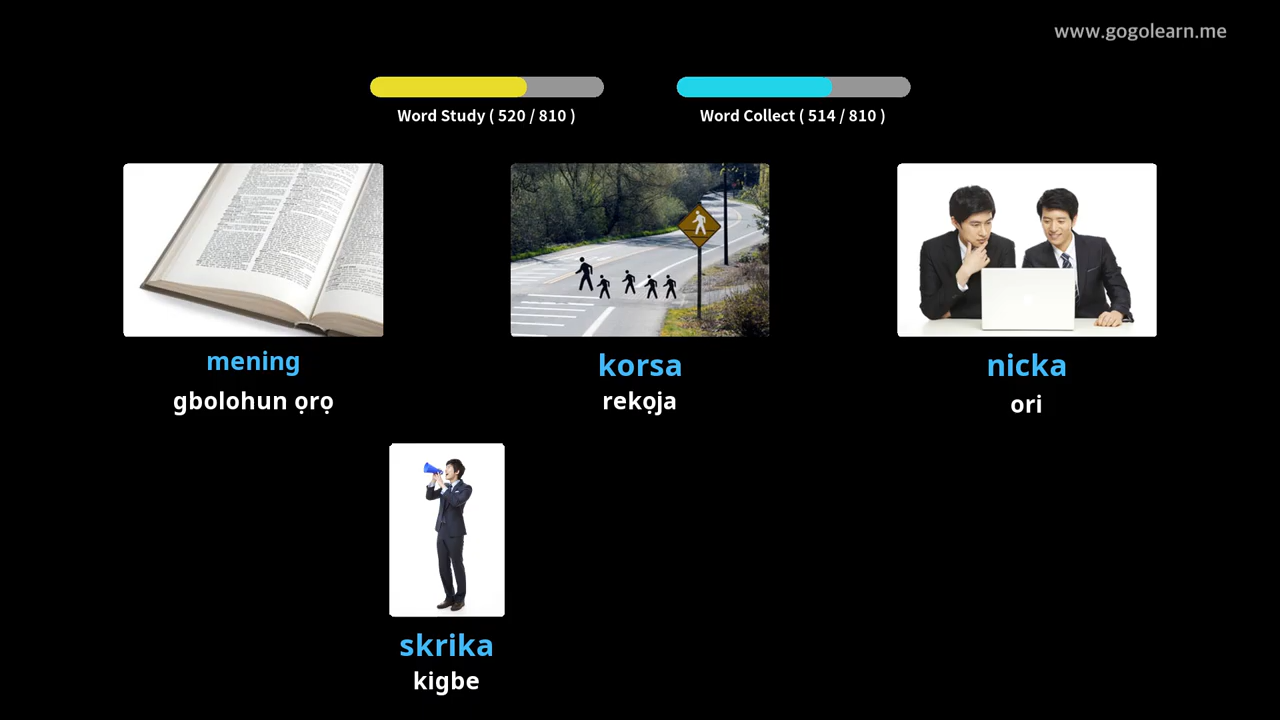 www.gogolearn.me
Word Study ( 520 / 810 )
Word Collect ( 514 / 810 )
mening
gbolohun ọrọ
korsa
rekọja
nicka
ori
skrika
kigbe